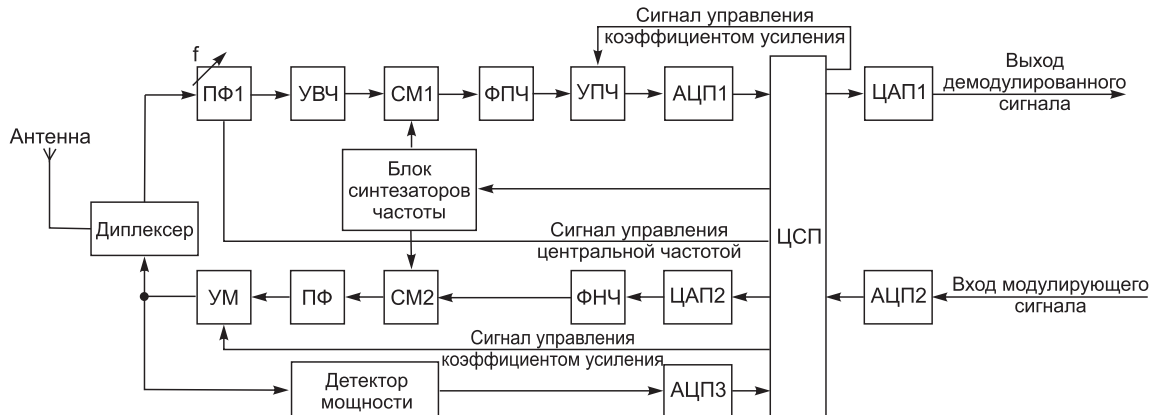 Сигнал управления
коэффициентом усиления
f
ПФ1
УВЧ
СМ1
ФПЧ
УПЧ
АЦП1
ЦАП1
Выход
демодулированного
сигнала
Антенна
Блок
синтезаторов
частоты
Диплексер
Сигнал управления
центральной частотой
ЦСП
УМ
ПФ
СМ2
ФНЧ
ЦАП2
АЦП2
Вход модулирующего
сигнала
Сигнал управления
коэффициентом усиления
Детектор
мощности
АЦП3